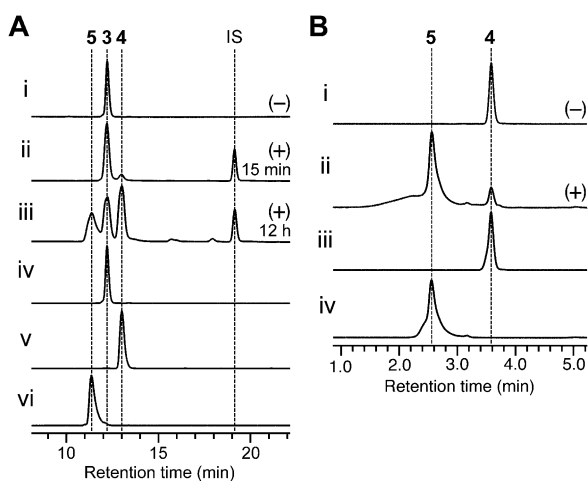 A
5 3 4 IS
i (–)
ii (+)
15 min
iii (+)
12 h
iv
v
vi
10 15 20
Retention time (min)
B
5 4
i (–)
ii (+)
iii
iv
1.0 2.0 3.0 4.0 5.0
Retention time (min)